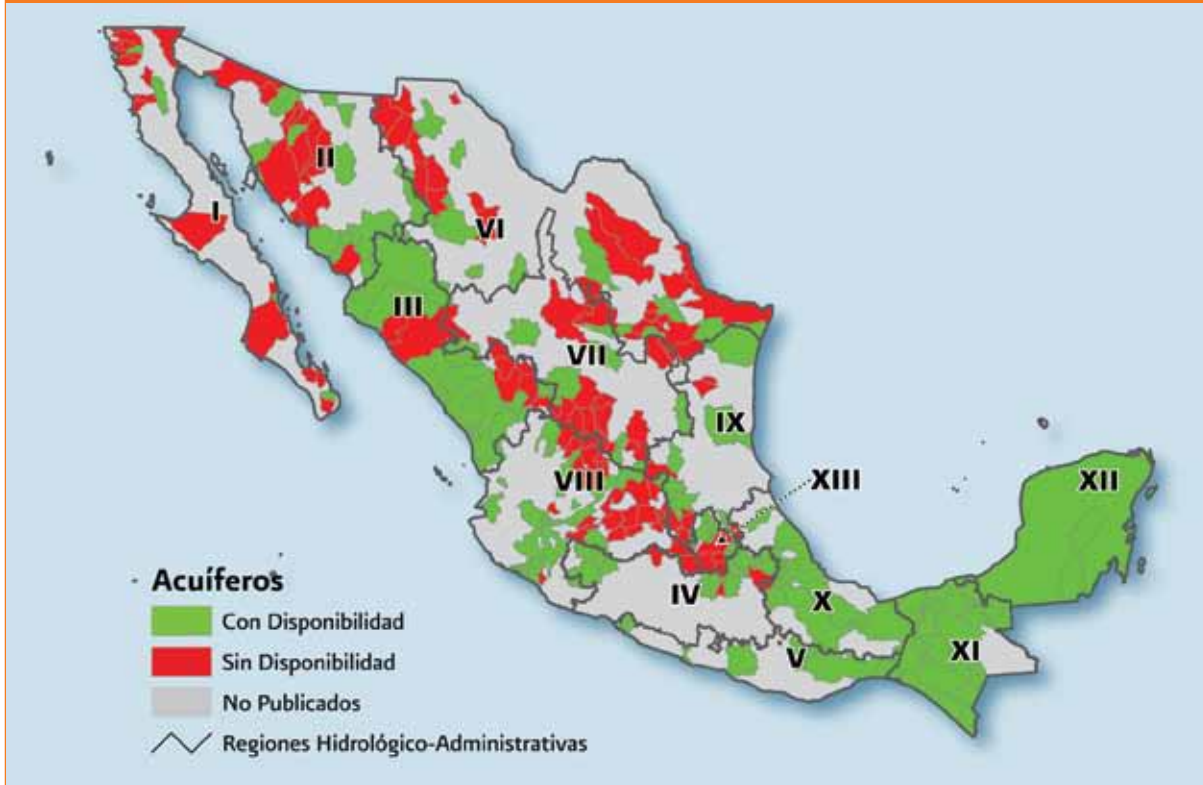 II
I
VI
III
VII
IX
VIII
XIII
XII
IV
X
V
XI
Acuíferos
Con Disponibilidad
Sin Disponibilidad
No Publicados
Regiones Hidrológico-Administrativas